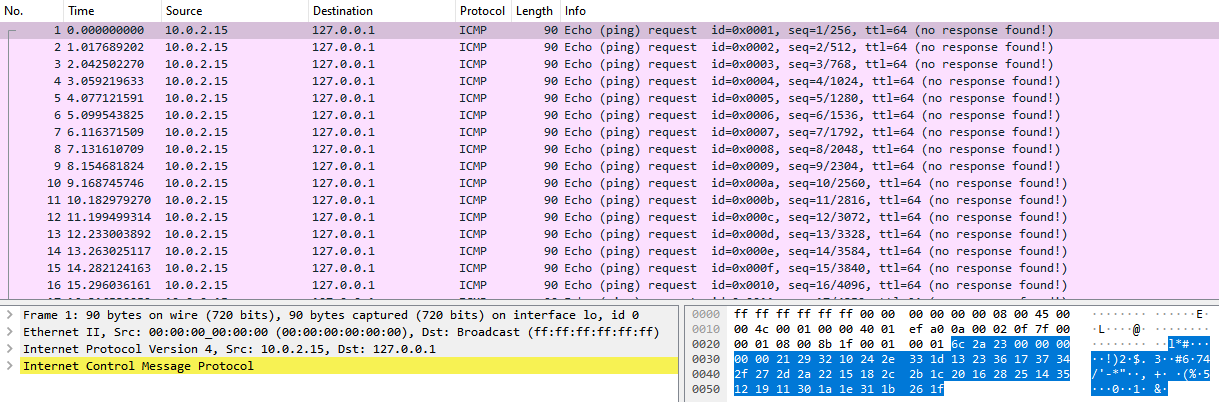 No. Time Source Destination Protocol Length Info
1 0.000000000 10.0.2.15 127.0.0.1 ICMP 90 Echo (ping) request id=0x0001, seq=1/256, ttl=64 (no response found!)
2 1.017689202 10.0.2.15 127.0.0.1 ICMP 90 Echo (ping) request id=0x0002, seq=2/512, ttl=64 (no response found!)
3 2.042502270 10.0.2.15 127.0.0.1 ICMP 90 Echo (ping) request id=0x0003, seq=3/768, ttl=64 (no response found!)
4 3.059219633 10.0.2.15 127.0.0.1 ICMP 90 Echo (ping) request id=0x0004, seq=4/1024, ttl=64 (no response found!)
5 4.077121591 10.0.2.15 127.0.0.1 ICMP 90 Echo (ping) request id=0x0005, seq=5/1280, ttl=64 (no response found!)
6 5.099543825 10.0.2.15 127.0.0.1 ICMP 90 Echo (ping) request id=0x0006, seq=6/1536, ttl=64 (no response found!)
7 6.116371509 10.0.2.15 127.0.0.1 ICMP 90 Echo (ping) request id=0x0007, seq=7/1792, ttl=64 (no response found!)
8 7.131610709 10.0.2.15 127.0.0.1 ICMP 90 Echo (ping) request id=0x0008, seq=8/2048, ttl=64 (no response found!)
9 8.154681824 10.0.2.15 127.0.0.1 ICMP 90 Echo (ping) request id=0x0009, seq=9/2304, ttl=64 (no response found!)
10 9.168745746 10.0.2.15 127.0.0.1 ICMP 90 Echo (ping) request id=0x000a, seq=10/2560, ttl=64 (no response found!)
11 10.182979270 10.0.2.15 127.0.0.1 ICMP 90 Echo (ping) request id=0x000b, seq=11/2816, ttl=64 (no response found!)
12 11.199499314 10.0.2.15 127.0.0.1 ICMP 90 Echo (ping) request id=0x000c, seq=12/3072, ttl=64 (no response found!)
13 12.233003892 10.0.2.15 127.0.0.1 ICMP 90 Echo (ping) request id=0x000d, seq=13/3328, ttl=64 (no response found!)
14 13.263025117 10.0.2.15 127.0.0.1 ICMP 90 Echo (ping) request id=0x000e, seq=14/3584, ttl=64 (no response found!)
15 14.282124163 10.0.2.15 127.0.0.1 ICMP 90 Echo (ping) request id=0x000f, seq=15/3840, ttl=64 (no response found!)
16 15.296036161 10.0.2.15 127.0.0.1 ICMP 90 Echo (ping) request id=0x0010, seq=16/4096, ttl=64 (no response found!)
Frame 1: 90 bytes on wire (720 bits), 90 bytes captured (720 bits) on interface lo, id 0
Ethernet II, Src: 00:00:00_00:00:00 (00:00:00:00:00:00), Dst: Broadcast (ff:ff:ff:ff:ff:ff)
Internet Protocol Version 4, Src: 10.0.2.15, Dst: 127.0.0.1
Internet Control Message Protocol
0000 ff ff ff ff ff ff 00 00 00 00 00 00 08 00 45 00 ········ ······E·
0010 00 4c 00 01 00 00 40 01 ef a0 0a 00 02 0f 7f 00 ·L····@· ········
0020 00 01 08 00 8b 1f 00 01 00 01 6c 2a 23 00 00 00 ········ ··l*#···
0030 00 00 21 29 32 10 24 2e 33 1d 13 23 36 17 37 34 ··!)2·$. 3··#6·74
0040 2f 27 2d 2a 22 15 18 2c 2b 1c 20 16 28 25 14 35 /'-*"··, +· ·(%·5
0050 12 19 11 30 1a 1e 31 1b 26 1f ···0··1· &·